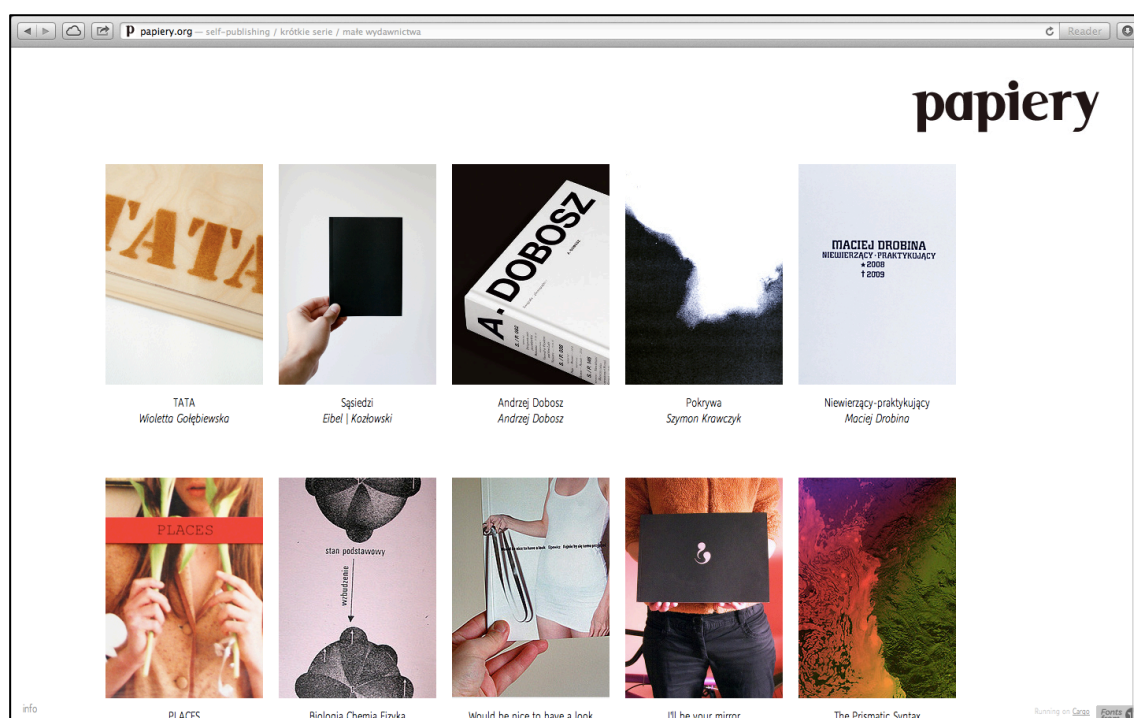 papiery.org — self-publishing / krótkie serie / małe wydawnictwa
Reader
papiery
TATA
A. DOBOSZ
MACIEJ DROBINA
NIEWIERZĄCY-PRAKTYKUJĄCY
★2008
†2009
TATA
Wioletta Gołębiewska
Sąsiedzi
Eibel | Kozłowski
Andrzej Dobosz
Andrzej Dobosz
Pokrywa
Szymon Krawczyk
Niewierzący-praktykujący
Maciej Drobina
PLACES
stan podstawowy
wzbudzenie
info
PLACES
Biologia Chemia Fizyka
Would be nice to have a look
I'll be your mirror
The Prismatic Syntax
Running on Cargo
Fonts